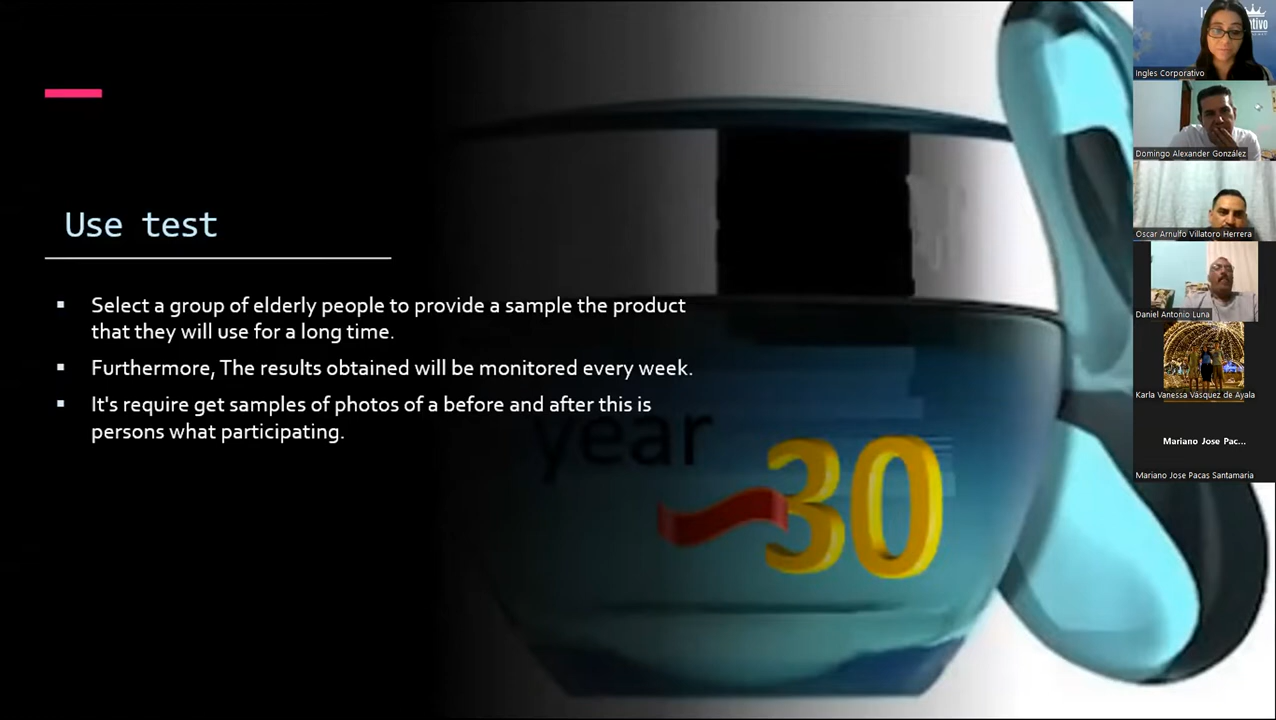 Use test
Select a group of elderly people to provide a sample the product
that they will use for a long time.
Furthermore, The results obtained will be monitored every week.
It's require get samples of photos of a before and after this is
persons what participating.
year
30
Ingles Corporativo
Domingo Alexander González
Oscar Arnulfo Villatoro Herrera
Daniel Antonio Luna
Karla Vanessa Vásquez de Ayala
Mariano Jose Pac...
Mariano Jose Pacas Santamaria